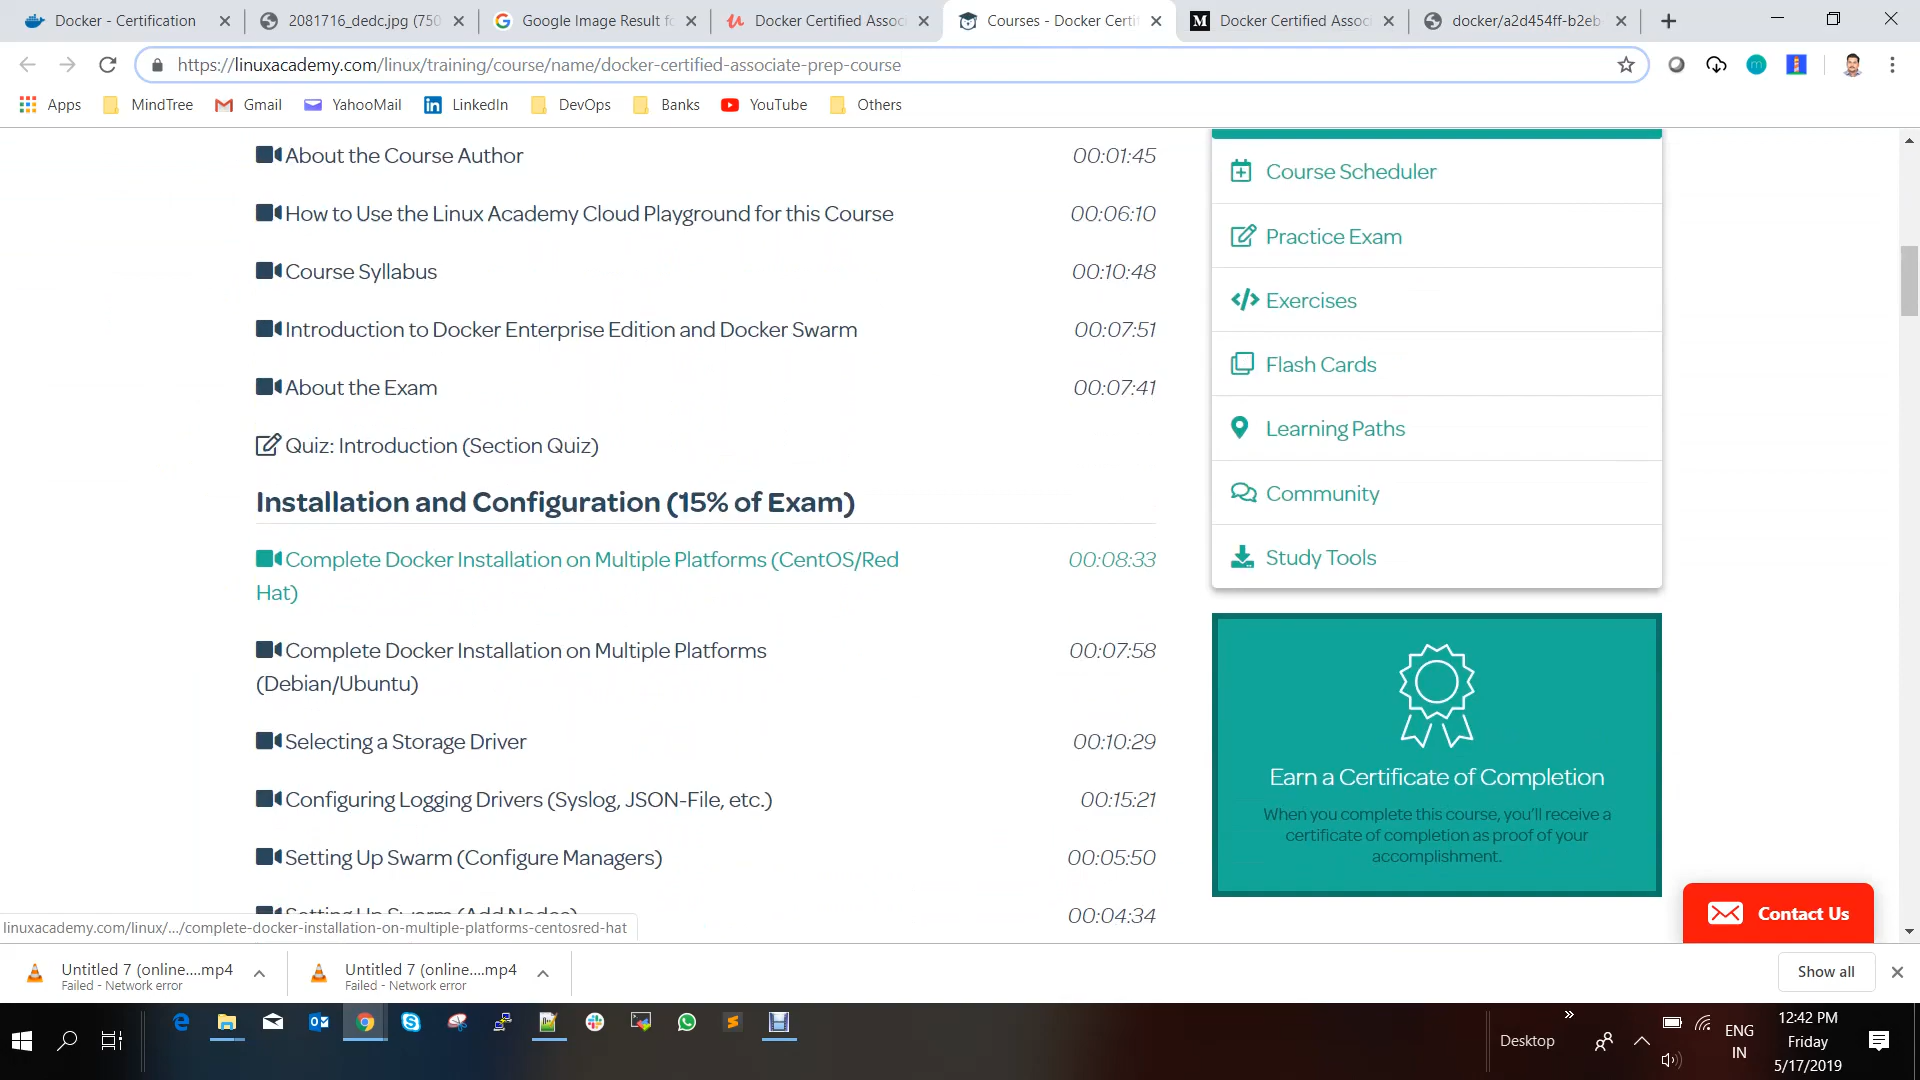 Docker - Certification
2081716_dedc.jpg (750
Google Image Result fo
Docker Certified Assoc
Courses - Docker Certi
Docker Certified Assoc
docker/a2d454ff-b2eb
https://linuxacademy.com/linux/training/course/name/docker-certified-associate-prep-course
Apps
MindTree
Gmail
YahooMail
LinkedIn
DevOps
Banks
YouTube
Others
About the Course Author 00:01:45
How to Use the Linux Academy Cloud Playground for this Course 00:06:10
Course Syllabus 00:10:48
Introduction to Docker Enterprise Edition and Docker Swarm 00:07:51
About the Exam 00:07:41
Quiz: Introduction (Section Quiz)
Installation and Configuration (15% of Exam)
Complete Docker Installation on Multiple Platforms (CentOS/Red 00:08:33
Hat)
Complete Docker Installation on Multiple Platforms 00:07:58
(Debian/Ubuntu)
Selecting a Storage Driver 00:10:29
Configuring Logging Drivers (Syslog, JSON-File, etc.) 00:15:21
Setting Up Swarm (Configure Managers) 00:05:50
Setting Up Swarm (Add Nodes) 00:04:34
Course Scheduler
Practice Exam
Exercises
Flash Cards
Learning Paths
Community
Study Tools
Earn a Certificate of Completion
When you complete this course, you'll receive a
certificate of completion as proof of your
accomplishment.
Contact Us
linuxacademy.com/linux/.../complete-docker-installation-on-multiple-platforms-centosred-hat
Untitled 7 (online....mp4
Failed - Network error
Untitled 7 (online....mp4
Failed - Network error
Show all
Desktop
ENG
IN
12:42 PM
Friday
5/17/2019